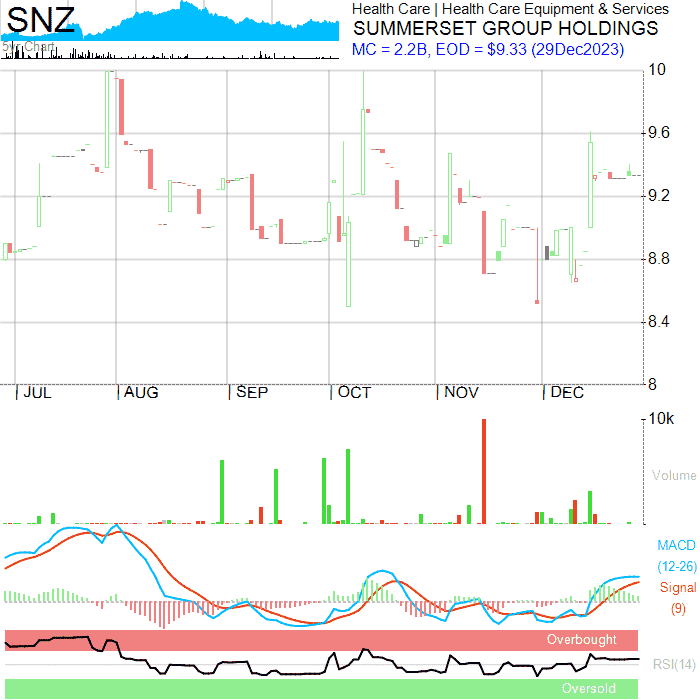 SNZ
5yr Chart
Health Care | Health Care Equipment & Services
SUMMERSET GROUP HOLDINGS
MC = 2.2B, EOD = $9.33 (29Dec2023)
10
9.6
9.2
8.8
8.4
8
JUL AUG SEP OCT NOV DEC
10k
Volume
MACD
(12-26)
Signal
(9)
Overbought
RSI(14)
Oversold